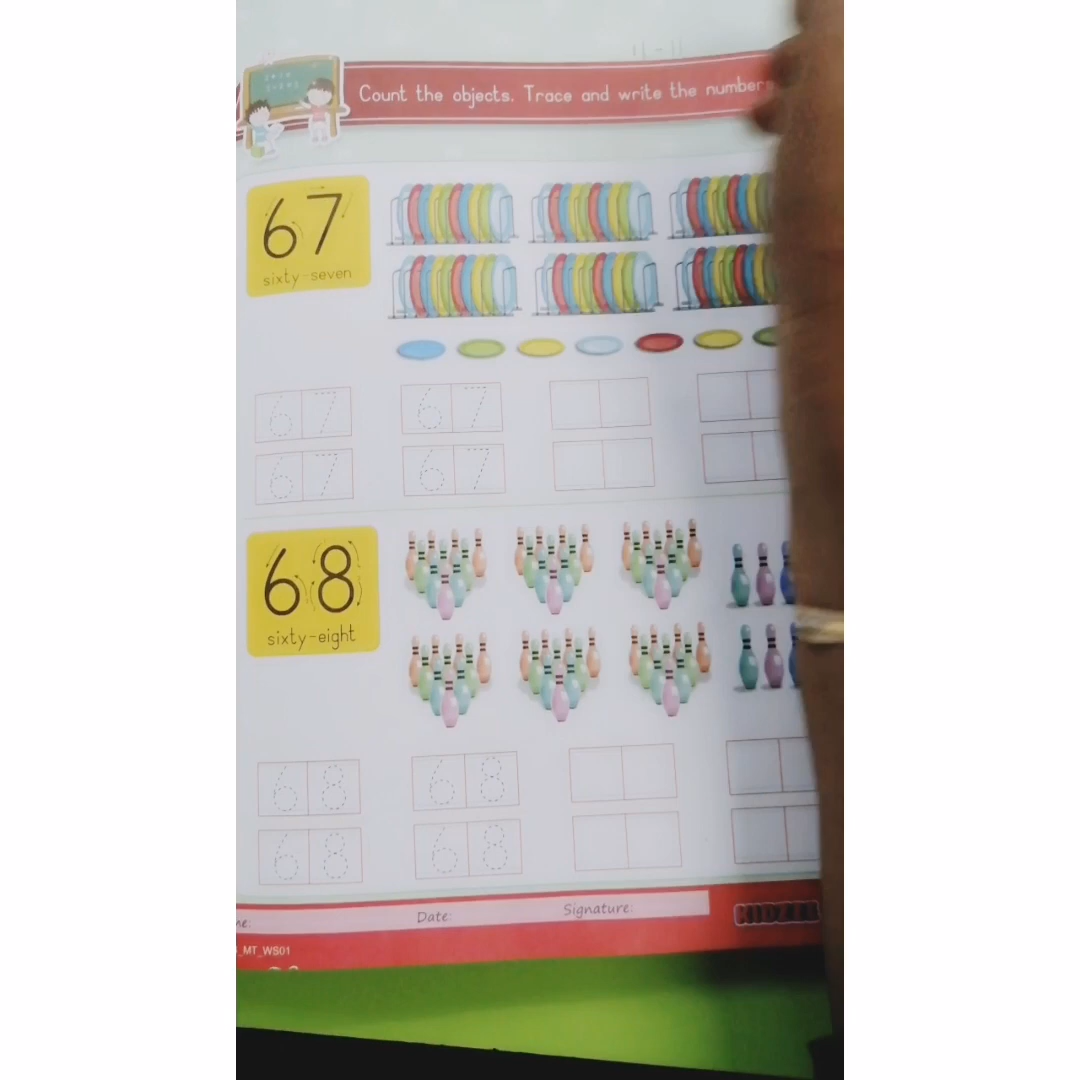 Count the objects. Trace and write the number
67
sixty-seven
67 67
67 67
68
sixty-eight
68 68
68 68
Date: Signature:
KIDZEE
_MT_WS01